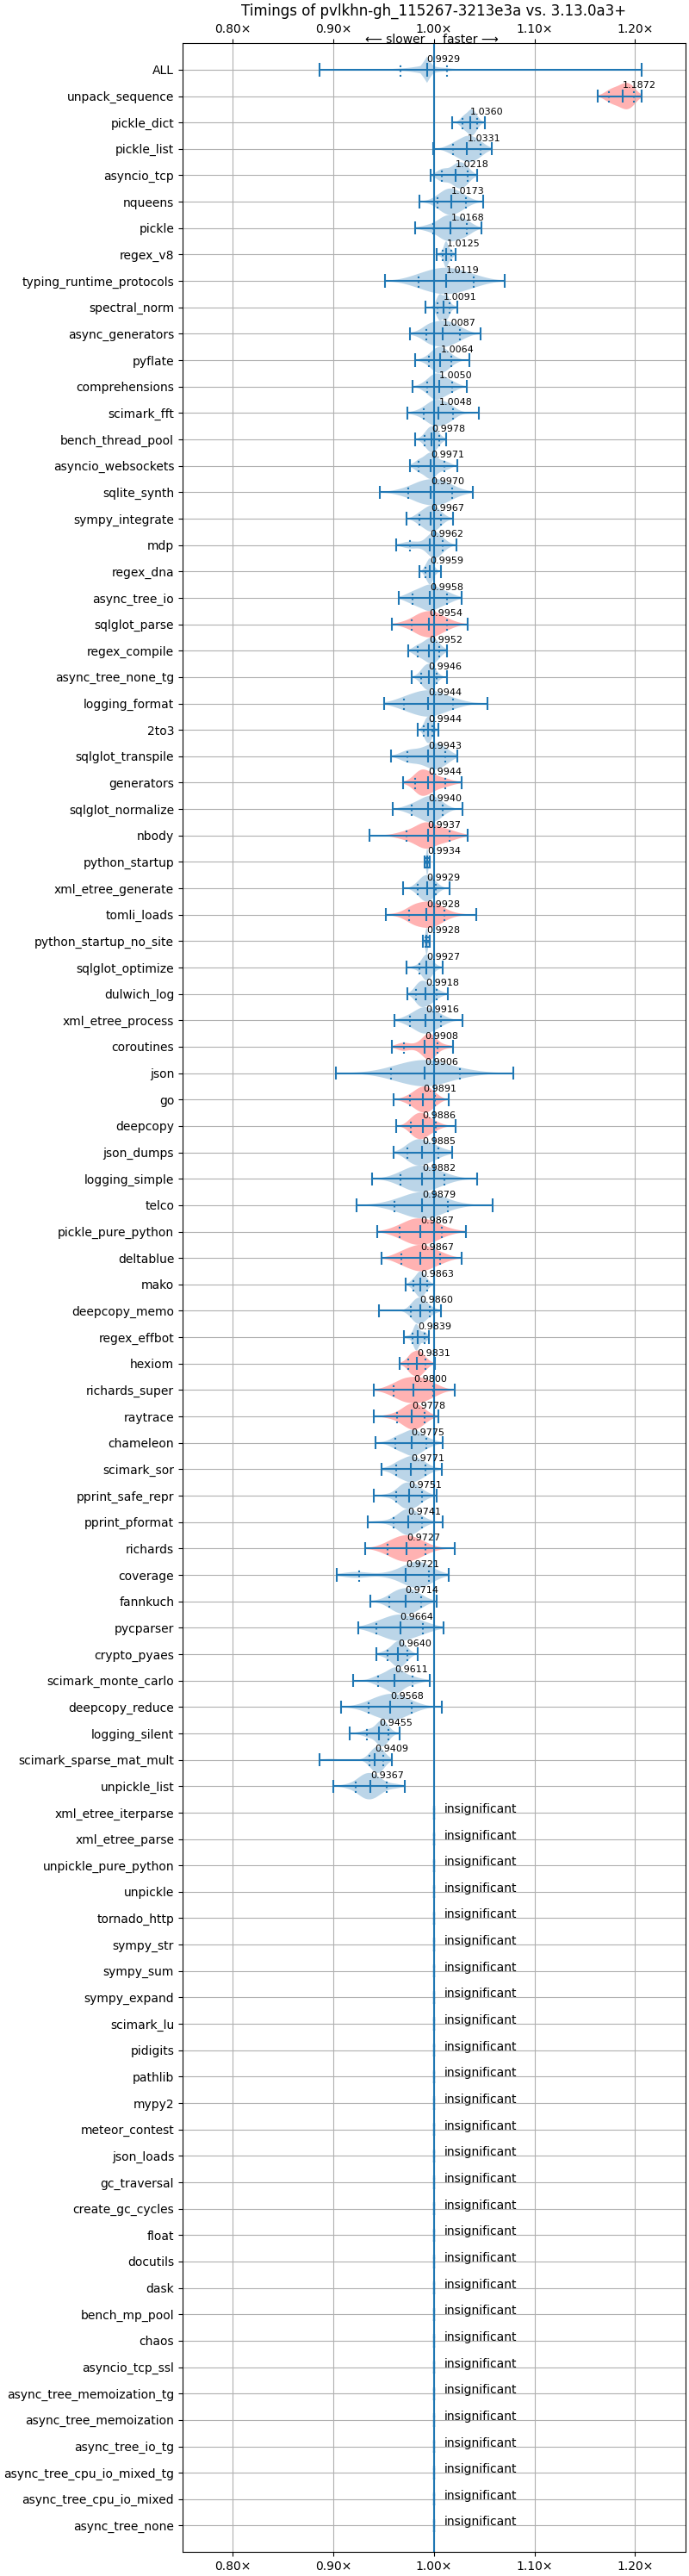 Timings of pvlkhn-gh_115267-3213e3a vs. 3.13.0a3+
0.80× 0.90× 1.00× 1.10× 1.20×
⟵ slower faster ⟶
ALL 0.9929
unpack_sequence 1.1872
pickle_dict 1.0360
pickle_list 1.0331
asyncio_tcp 1.0218
nqueens 1.0173
pickle 1.0168
regex_v8 1.0125
typing_runtime_protocols 1.0119
spectral_norm 1.0091
async_generators 1.0087
pyflate 1.0064
comprehensions 1.0050
scimark_fft 1.0048
bench_thread_pool 0.9978
asyncio_websockets 0.9971
sqlite_synth 0.9970
sympy_integrate 0.9967
mdp 0.9962
regex_dna 0.9959
async_tree_io 0.9958
sqlglot_parse 0.9954
regex_compile 0.9952
async_tree_none_tg 0.9946
logging_format 0.9944
2to3 0.9944
sqlglot_transpile 0.9943
generators 0.9944
sqlglot_normalize 0.9940
nbody 0.9937
python_startup 0.9934
xml_etree_generate 0.9929
tomli_loads 0.9928
python_startup_no_site 0.9928
sqlglot_optimize 0.9927
dulwich_log 0.9918
xml_etree_process 0.9916
coroutines 0.9908
json 0.9906
go 0.9891
deepcopy 0.9886
json_dumps 0.9885
logging_simple 0.9882
telco 0.9879
pickle_pure_python 0.9867
deltablue 0.9867
mako 0.9863
deepcopy_memo 0.9860
regex_effbot 0.9839
hexiom 0.9831
richards_super 0.9800
raytrace 0.9778
chameleon 0.9775
scimark_sor 0.9771
pprint_safe_repr 0.9751
pprint_pformat 0.9741
richards 0.9727
coverage 0.9721
fannkuch 0.9714
pycparser 0.9664
crypto_pyaes 0.9640
scimark_monte_carlo 0.9611
deepcopy_reduce 0.9568
logging_silent 0.9455
scimark_sparse_mat_mult 0.9409
unpickle_list 0.9367
xml_etree_iterparse insignificant
xml_etree_parse insignificant
unpickle_pure_python insignificant
unpickle insignificant
tornado_http insignificant
sympy_str insignificant
sympy_sum insignificant
sympy_expand insignificant
scimark_lu insignificant
pidigits insignificant
pathlib insignificant
mypy2 insignificant
meteor_contest insignificant
json_loads insignificant
gc_traversal insignificant
create_gc_cycles insignificant
float insignificant
docutils insignificant
dask insignificant
bench_mp_pool insignificant
chaos insignificant
asyncio_tcp_ssl insignificant
async_tree_memoization_tg insignificant
async_tree_memoization insignificant
async_tree_io_tg insignificant
async_tree_cpu_io_mixed_tg insignificant
async_tree_cpu_io_mixed insignificant
async_tree_none insignificant
0.80× 0.90× 1.00× 1.10× 1.20×